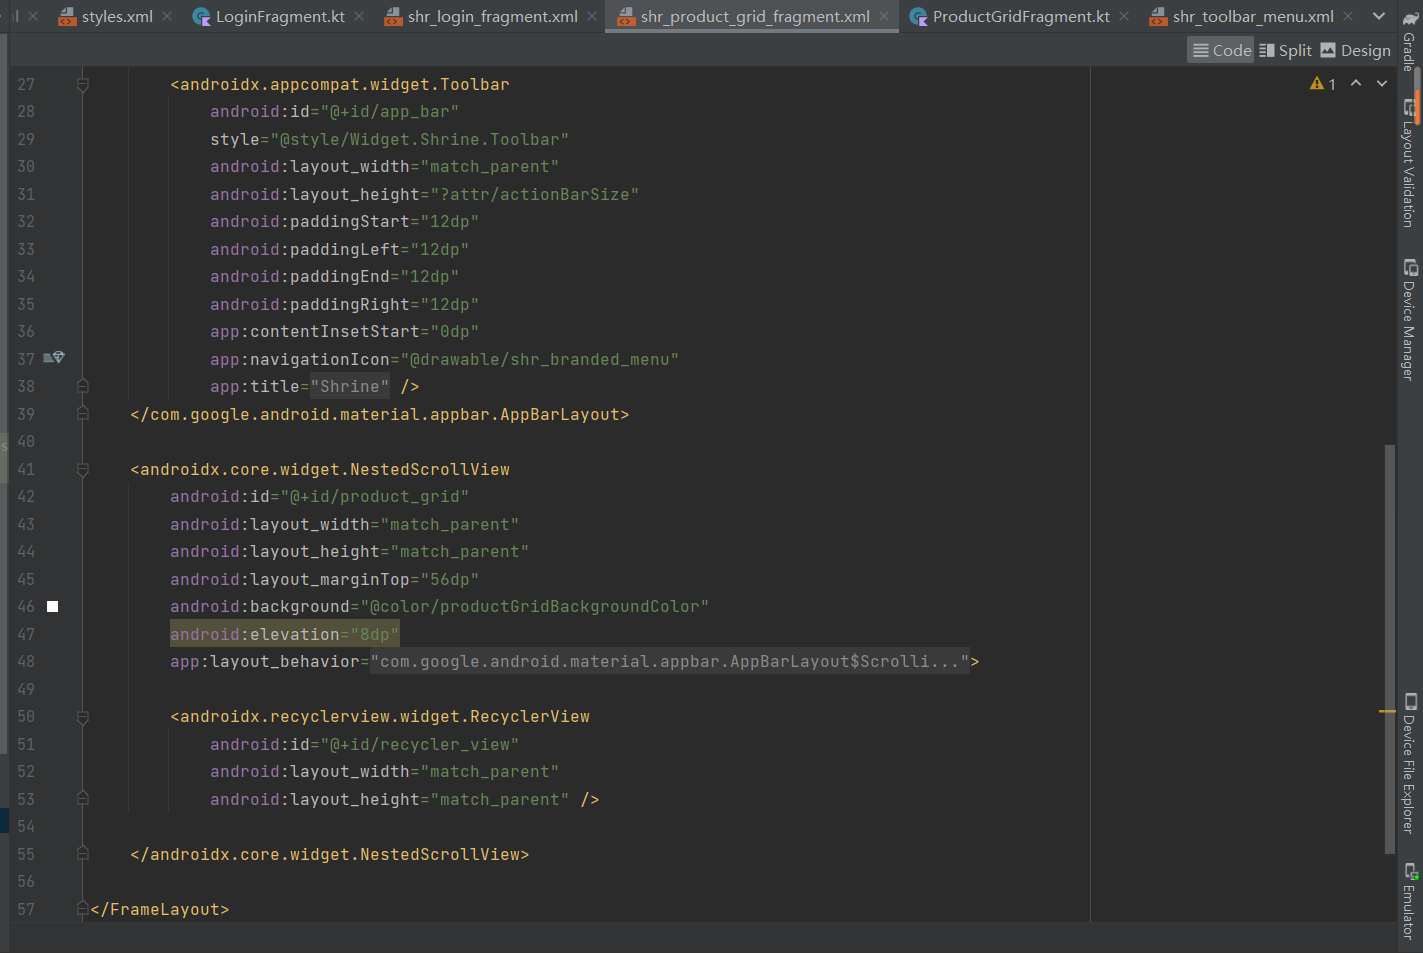 styles.xml LoginFragment.kt shr_login_fragment.xml shr_product_grid_fragment.xml ProductGridFragment.kt shr_toolbar_menu.xml
Code Split Design
1
27 <androidx.appcompat.widget.Toolbar
28 android:id="@+id/app_bar"
29 style="@style/Widget.Shrine.Toolbar"
30 android:layout_width="match_parent"
31 android:layout_height="?attr/actionBarSize"
32 android:paddingStart="12dp"
33 android:paddingLeft="12dp"
34 android:paddingEnd="12dp"
35 android:paddingRight="12dp"
36 app:contentInsetStart="0dp"
37 app:navigationIcon="@drawable/shr_branded_menu"
38 app:title="Shrine" />
39 </com.google.android.material.appbar.AppBarLayout>
40
41 <androidx.core.widget.NestedScrollView
42 android:id="@+id/product_grid"
43 android:layout_width="match_parent"
44 android:layout_height="match_parent"
45 android:layout_marginTop="56dp"
46 android:background="@color/productGridBackgroundColor"
47 android:elevation="8dp"
48 app:layout_behavior="com.google.android.material.appbar.AppBarLayout$Scrolli...">
49
50 <androidx.recyclerview.widget.RecyclerView
51 android:id="@+id/recycler_view"
52 android:layout_width="match_parent"
53 android:layout_height="match_parent" />
54
55 </androidx.core.widget.NestedScrollView>
56
57 </FrameLayout>
Gradle
Layout Validation
Device Manager
Device File Explorer
Emulator